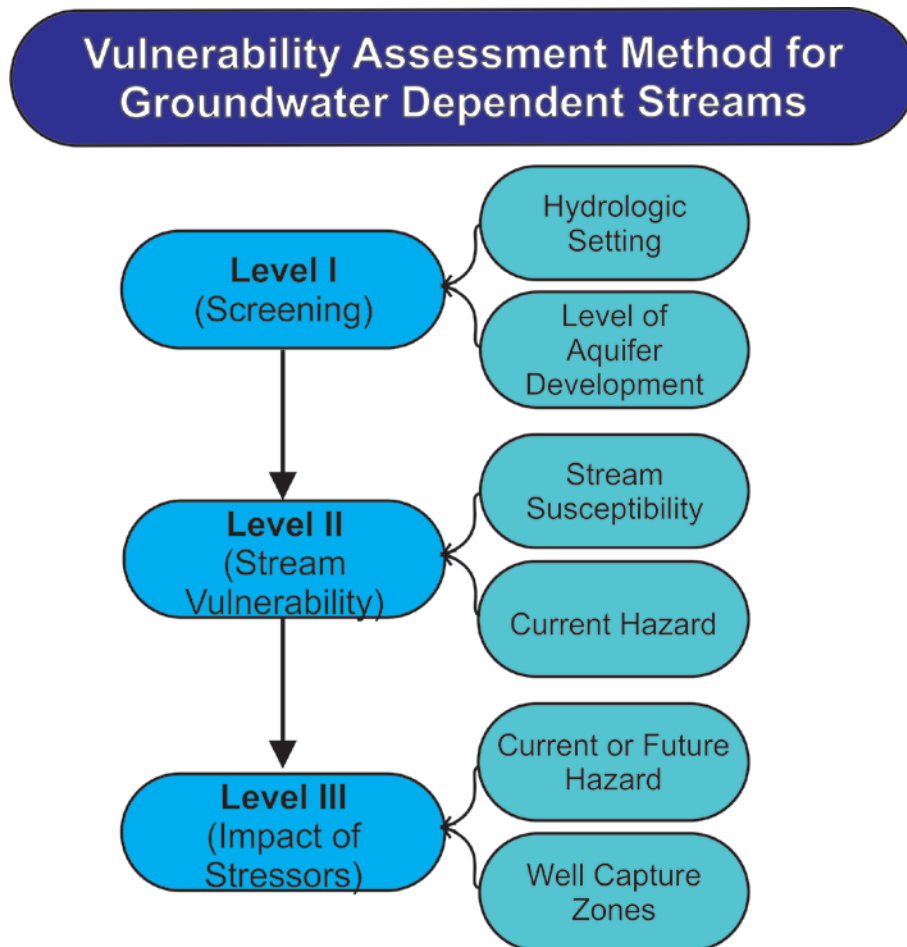 Vulnerability Assessment Method for
Groundwater Dependent Streams
Level I
(Screening)
Hydrologic
Setting
Level of
Aquifer
Development
Level II
(Stream
Vulnerability)
Stream
Susceptibility
Current Hazard
Level III
(Impact of
Stressors)
Current or Future
Hazard
Well Capture
Zones